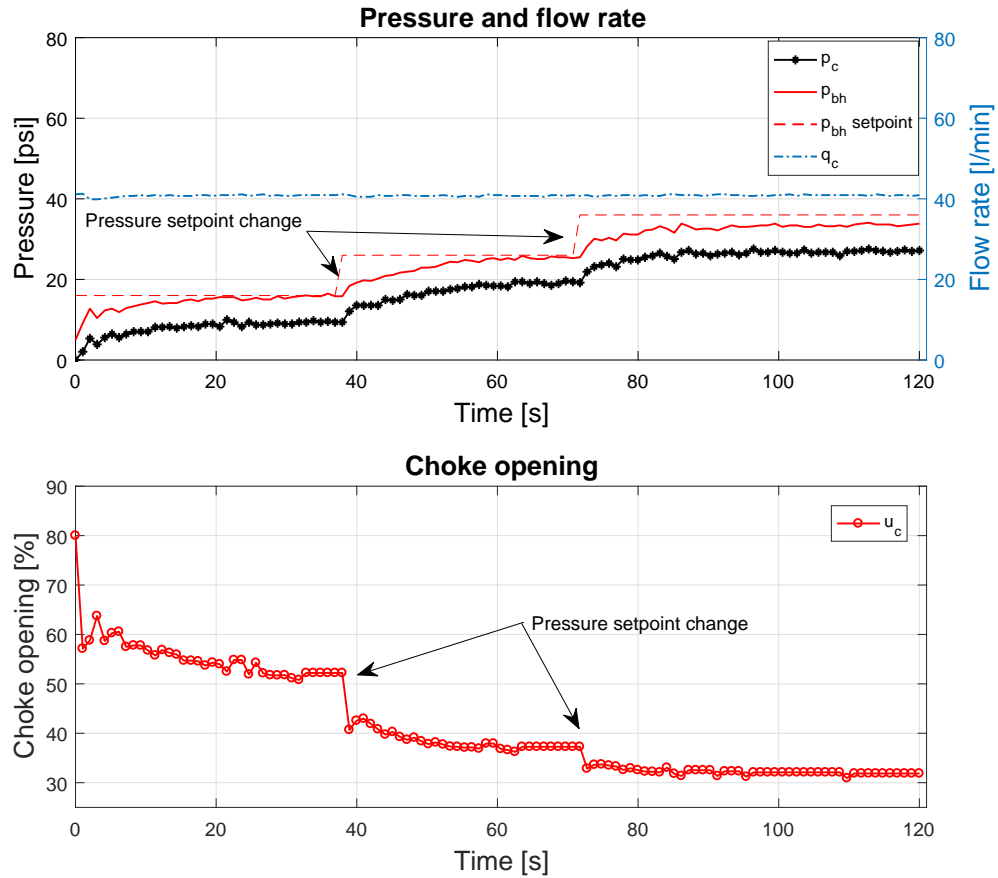 Pressure and flow rate
Pressure [psi]
80
60
40
20
0
80
60
40
20
0
Flow rate [l/min]
p_c
p_bh
p_bh setpoint
q_c
Pressure setpoint change
0 20 40 60 80 100 120
Time [s]
Choke opening
Choke opening [%]
90
80
70
60
50
40
30
u_c
Pressure setpoint change
0 20 40 60 80 100 120
Time [s]